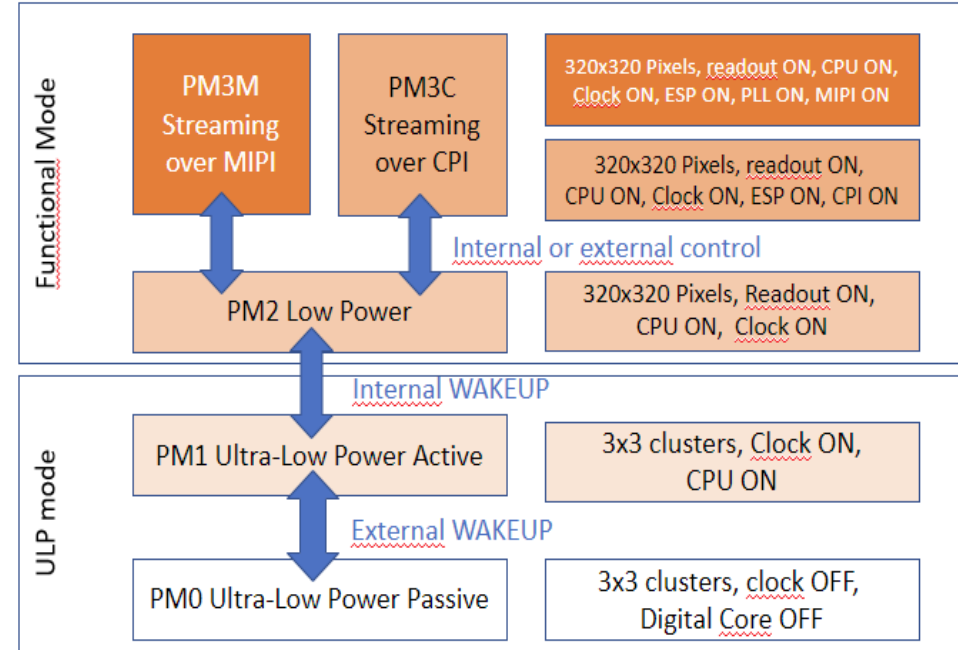 Functional Mode
PM3M
Streaming
over MIPI
PM3C
Streaming
over CPI
320x320 Pixels, readout ON, CPU ON,
Clock ON, ESP ON, PLL ON, MIPI ON
320x320 Pixels, readout ON,
CPU ON, Clock ON, ESP ON, CPI ON
Internal or external control
PM2 Low Power
320x320 Pixels, Readout ON,
CPU ON, Clock ON
Internal WAKEUP
ULP mode
PM1 Ultra-Low Power Active
3x3 clusters, Clock ON,
CPU ON
External WAKEUP
PM0 Ultra-Low Power Passive
3x3 clusters, clock OFF,
Digital Core OFF